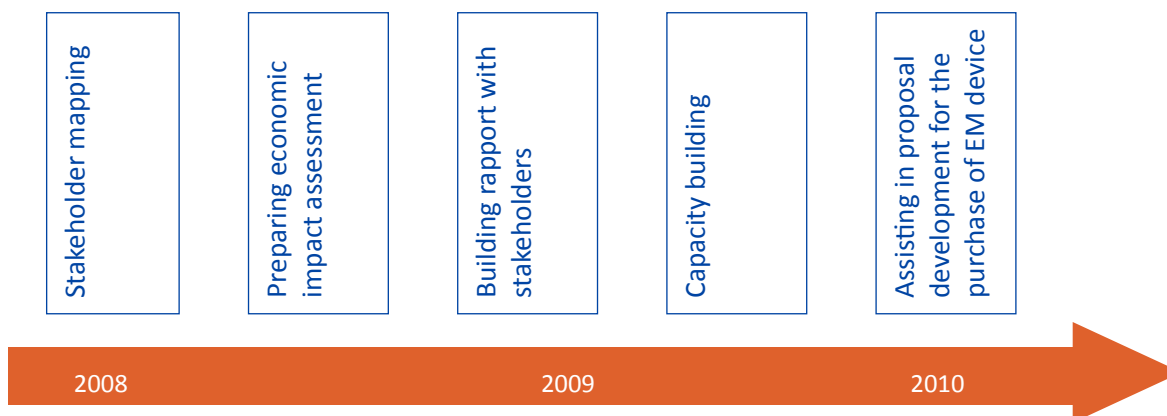 Stakeholder mapping
Preparing economic
impact assessment
Building rapport with
stakeholders
Capacity building
Assisting in proposal
development for the
purchase of EM device
2008
2009
2010